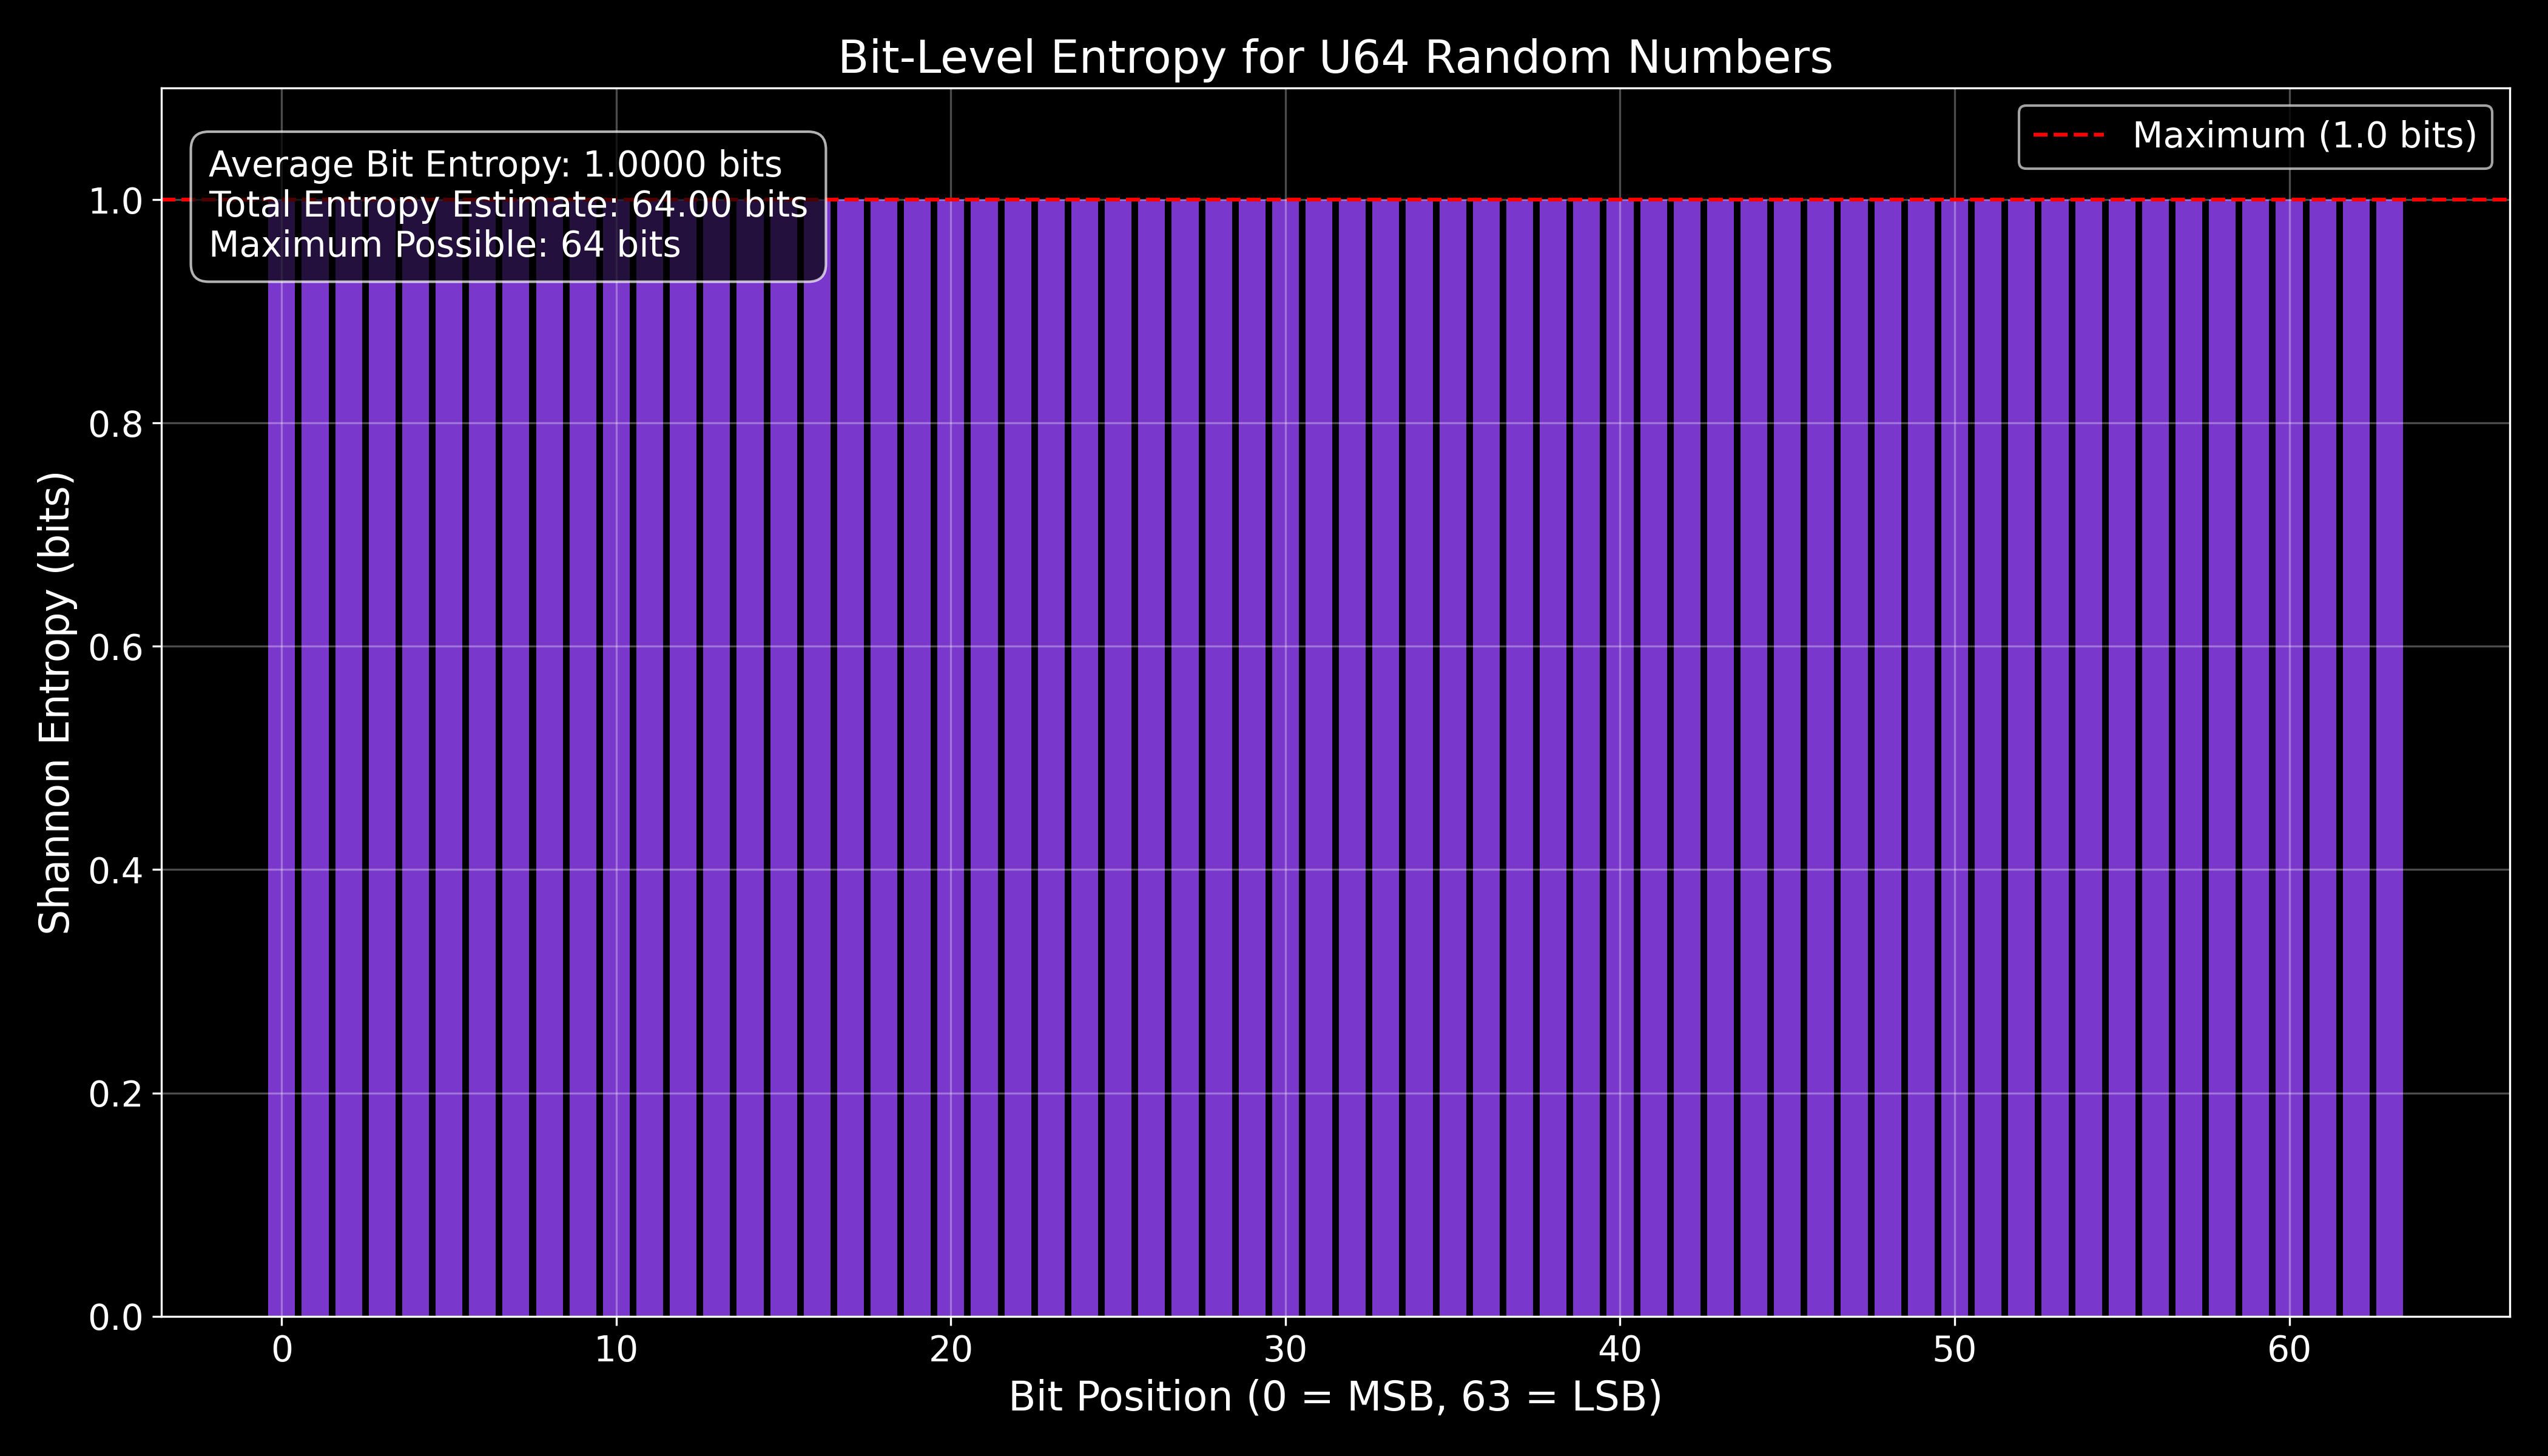 Bit-Level Entropy for U64 Random Numbers
Average Bit Entropy: 1.0000 bits
Total Entropy Estimate: 64.00 bits
Maximum Possible: 64 bits
Maximum (1.0 bits)
Shannon Entropy (bits)
1.0
0.8
0.6
0.4
0.2
0.0
0 10 20 30 40 50 60
Bit Position (0 = MSB, 63 = LSB)